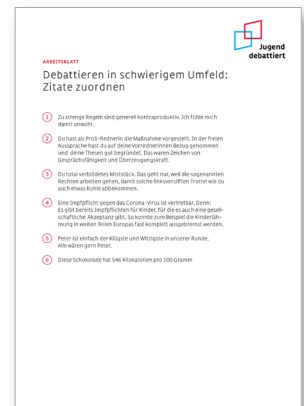 Jugend
debattiert
ARBEITSBLATT
Debattieren in schwierigem Umfeld:
Zitate zuordnen
1 Zu strenge Regeln sind generell kontraproduktiv. Ich fühle mich
damit unwohl.
2 Du hast als Pro1-Rednerin die Maßnahme vorgestellt. In der freien
Aussprache hast du auf deine Vorrednerinnen Bezug genommen
und deine Thesen gut begründet. Das waren Zeichen von
Gesprächsfähigkeit und Überzeugungskraft.
3 Du total verblödetes Miststück. Das geht nur, weil die sogenannten
Rechten arbeiten gehen, damit solche linksversifften Trottel wie du
auch etwas Kohle abbekommen.
4 Eine Impfpflicht gegen das Corona-Virus ist vertretbar. Denn:
Es gibt bereits Impfpflichten für Kinder, für die es auch eine gesell-
schaftliche Akzeptanz gibt. So konnte zum Beispiel die Kinderläh-
mung in weiten Teilen Europas fast komplett ausgebremst werden.
5 Peter ist einfach der Klügste und Witzigste in unserer Runde.
Alle wären gern Peter.
6 Diese Schokolade hat 546 Kilokalorien pro 100 Gramm